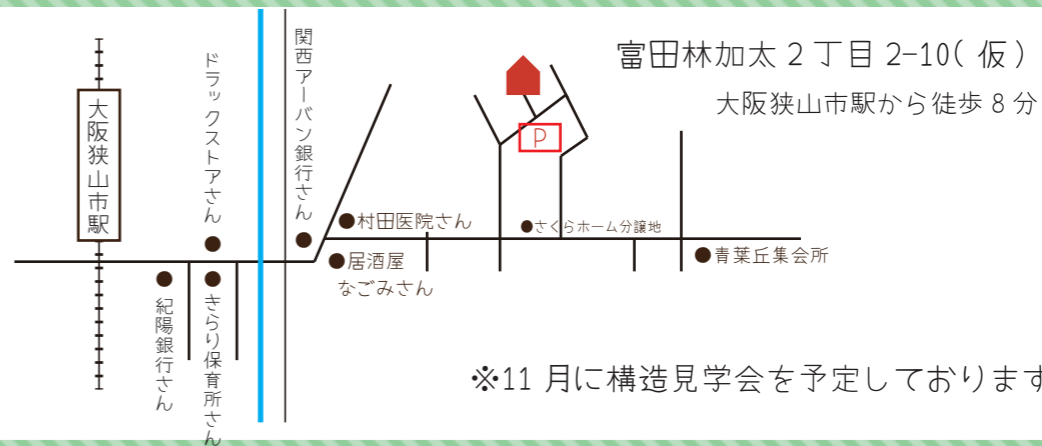 富田林加太２丁目 2-10( 仮 )
大阪狭山市駅から徒歩 8 分
大阪狭山市駅
ドラックストアさん
関西アーバン銀行さん
P
村田医院さん
さくらホーム分譲地
居酒屋
なごみさん
青葉丘集会所
紀陽銀行さん
きらり保育所さん
※11 月に構造見学会を予定しております